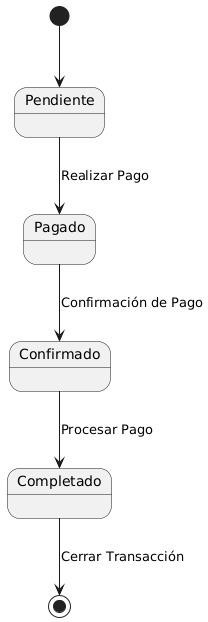 Pendiente
Realizar Pago
Pagado
Confirmación de Pago
Confirmado
Procesar Pago
Completado
Cerrar Transacción